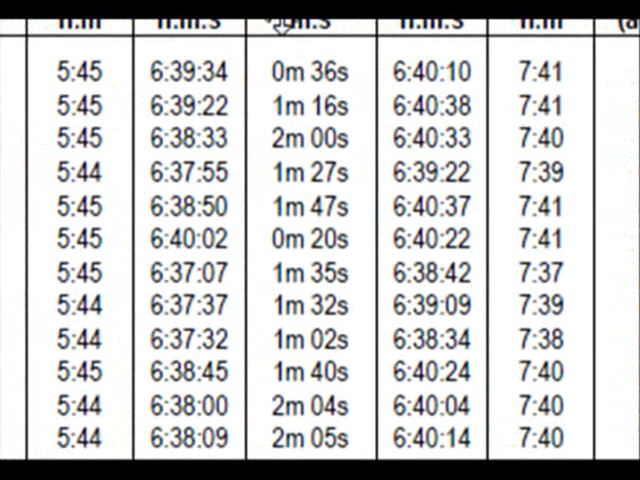 h:m h:m:s m:s h:m:s h:m (a
5:45 6:39:34 0m 36s 6:40:10 7:41
5:45 6:39:22 1m 16s 6:40:38 7:41
5:45 6:38:33 2m 00s 6:40:33 7:40
5:44 6:37:55 1m 27s 6:39:22 7:39
5:45 6:38:50 1m 47s 6:40:37 7:41
5:45 6:40:02 0m 20s 6:40:22 7:41
5:45 6:37:07 1m 35s 6:38:42 7:37
5:44 6:37:37 1m 32s 6:39:09 7:39
5:44 6:37:32 1m 02s 6:38:34 7:38
5:45 6:38:45 1m 40s 6:40:24 7:40
5:44 6:38:00 2m 04s 6:40:04 7:40
5:44 6:38:09 2m 05s 6:40:14 7:40